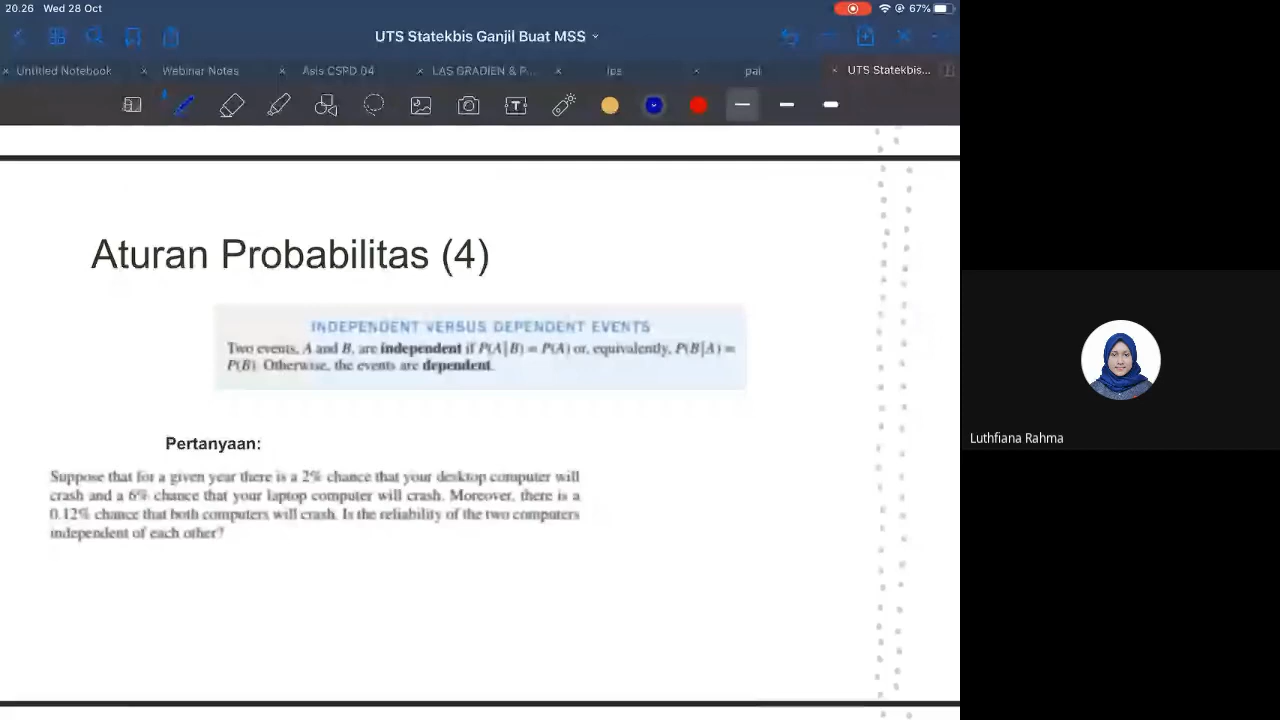 20.26 Wed 28 Oct
67%
UTS Statekbis Ganjil Buat MSS
Untitled Notebook
Webinar Notes
Asis CSPD 04
LAS GRADIEN & P...
ips
pai
UTS Statekbis...
Aturan Probabilitas (4)
INDEPENDENT VERSUS DEPENDENT EVENTS
Two events, A and B, are independent if P(A|B) = P(A) or, equivalently, P(B|A) =
P(B). Otherwise, the events are dependent.
Pertanyaan:
Suppose that for a given year there is a 2% chance that your desktop computer will
crash and a 6% chance that your laptop computer will crash. Moreover, there is a
0.12% chance that both computers will crash. Is the reliability of the two computers
independent of each other?
Luthfiana Rahma